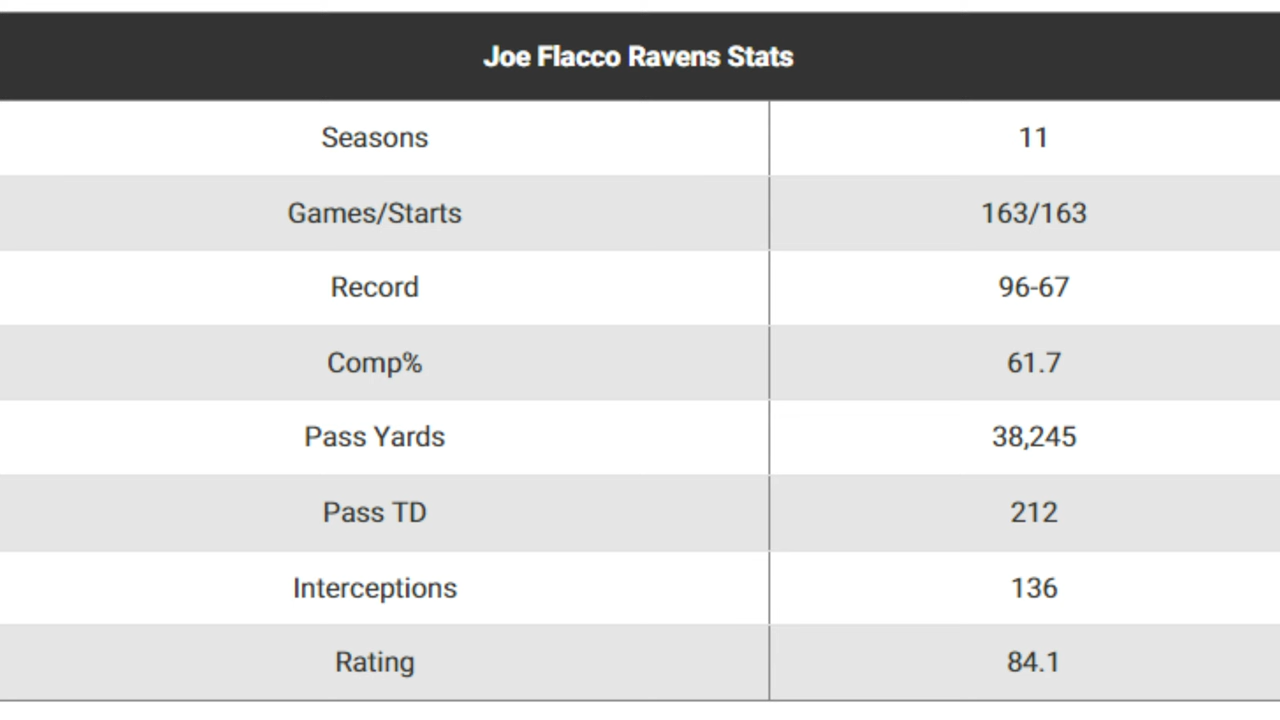 Joe Flacco Ravens Stats
Seasons 11
Games/Starts 163/163
Record 96-67
Comp% 61.7
Pass Yards 38,245
Pass TD 212
Interceptions 136
Rating 84.1